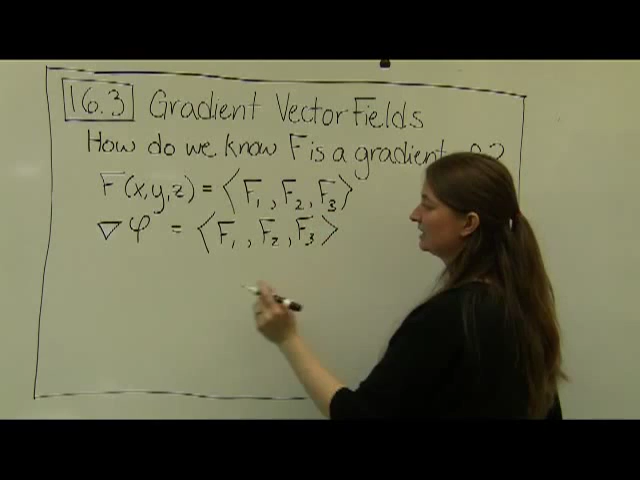 16.3 Gradient Vector Fields
How do we know F is a gradient ?
F(x,y,z) = ⟨F₁, F₂, F₃⟩
∇φ = ⟨F₁, F₂, F₃⟩